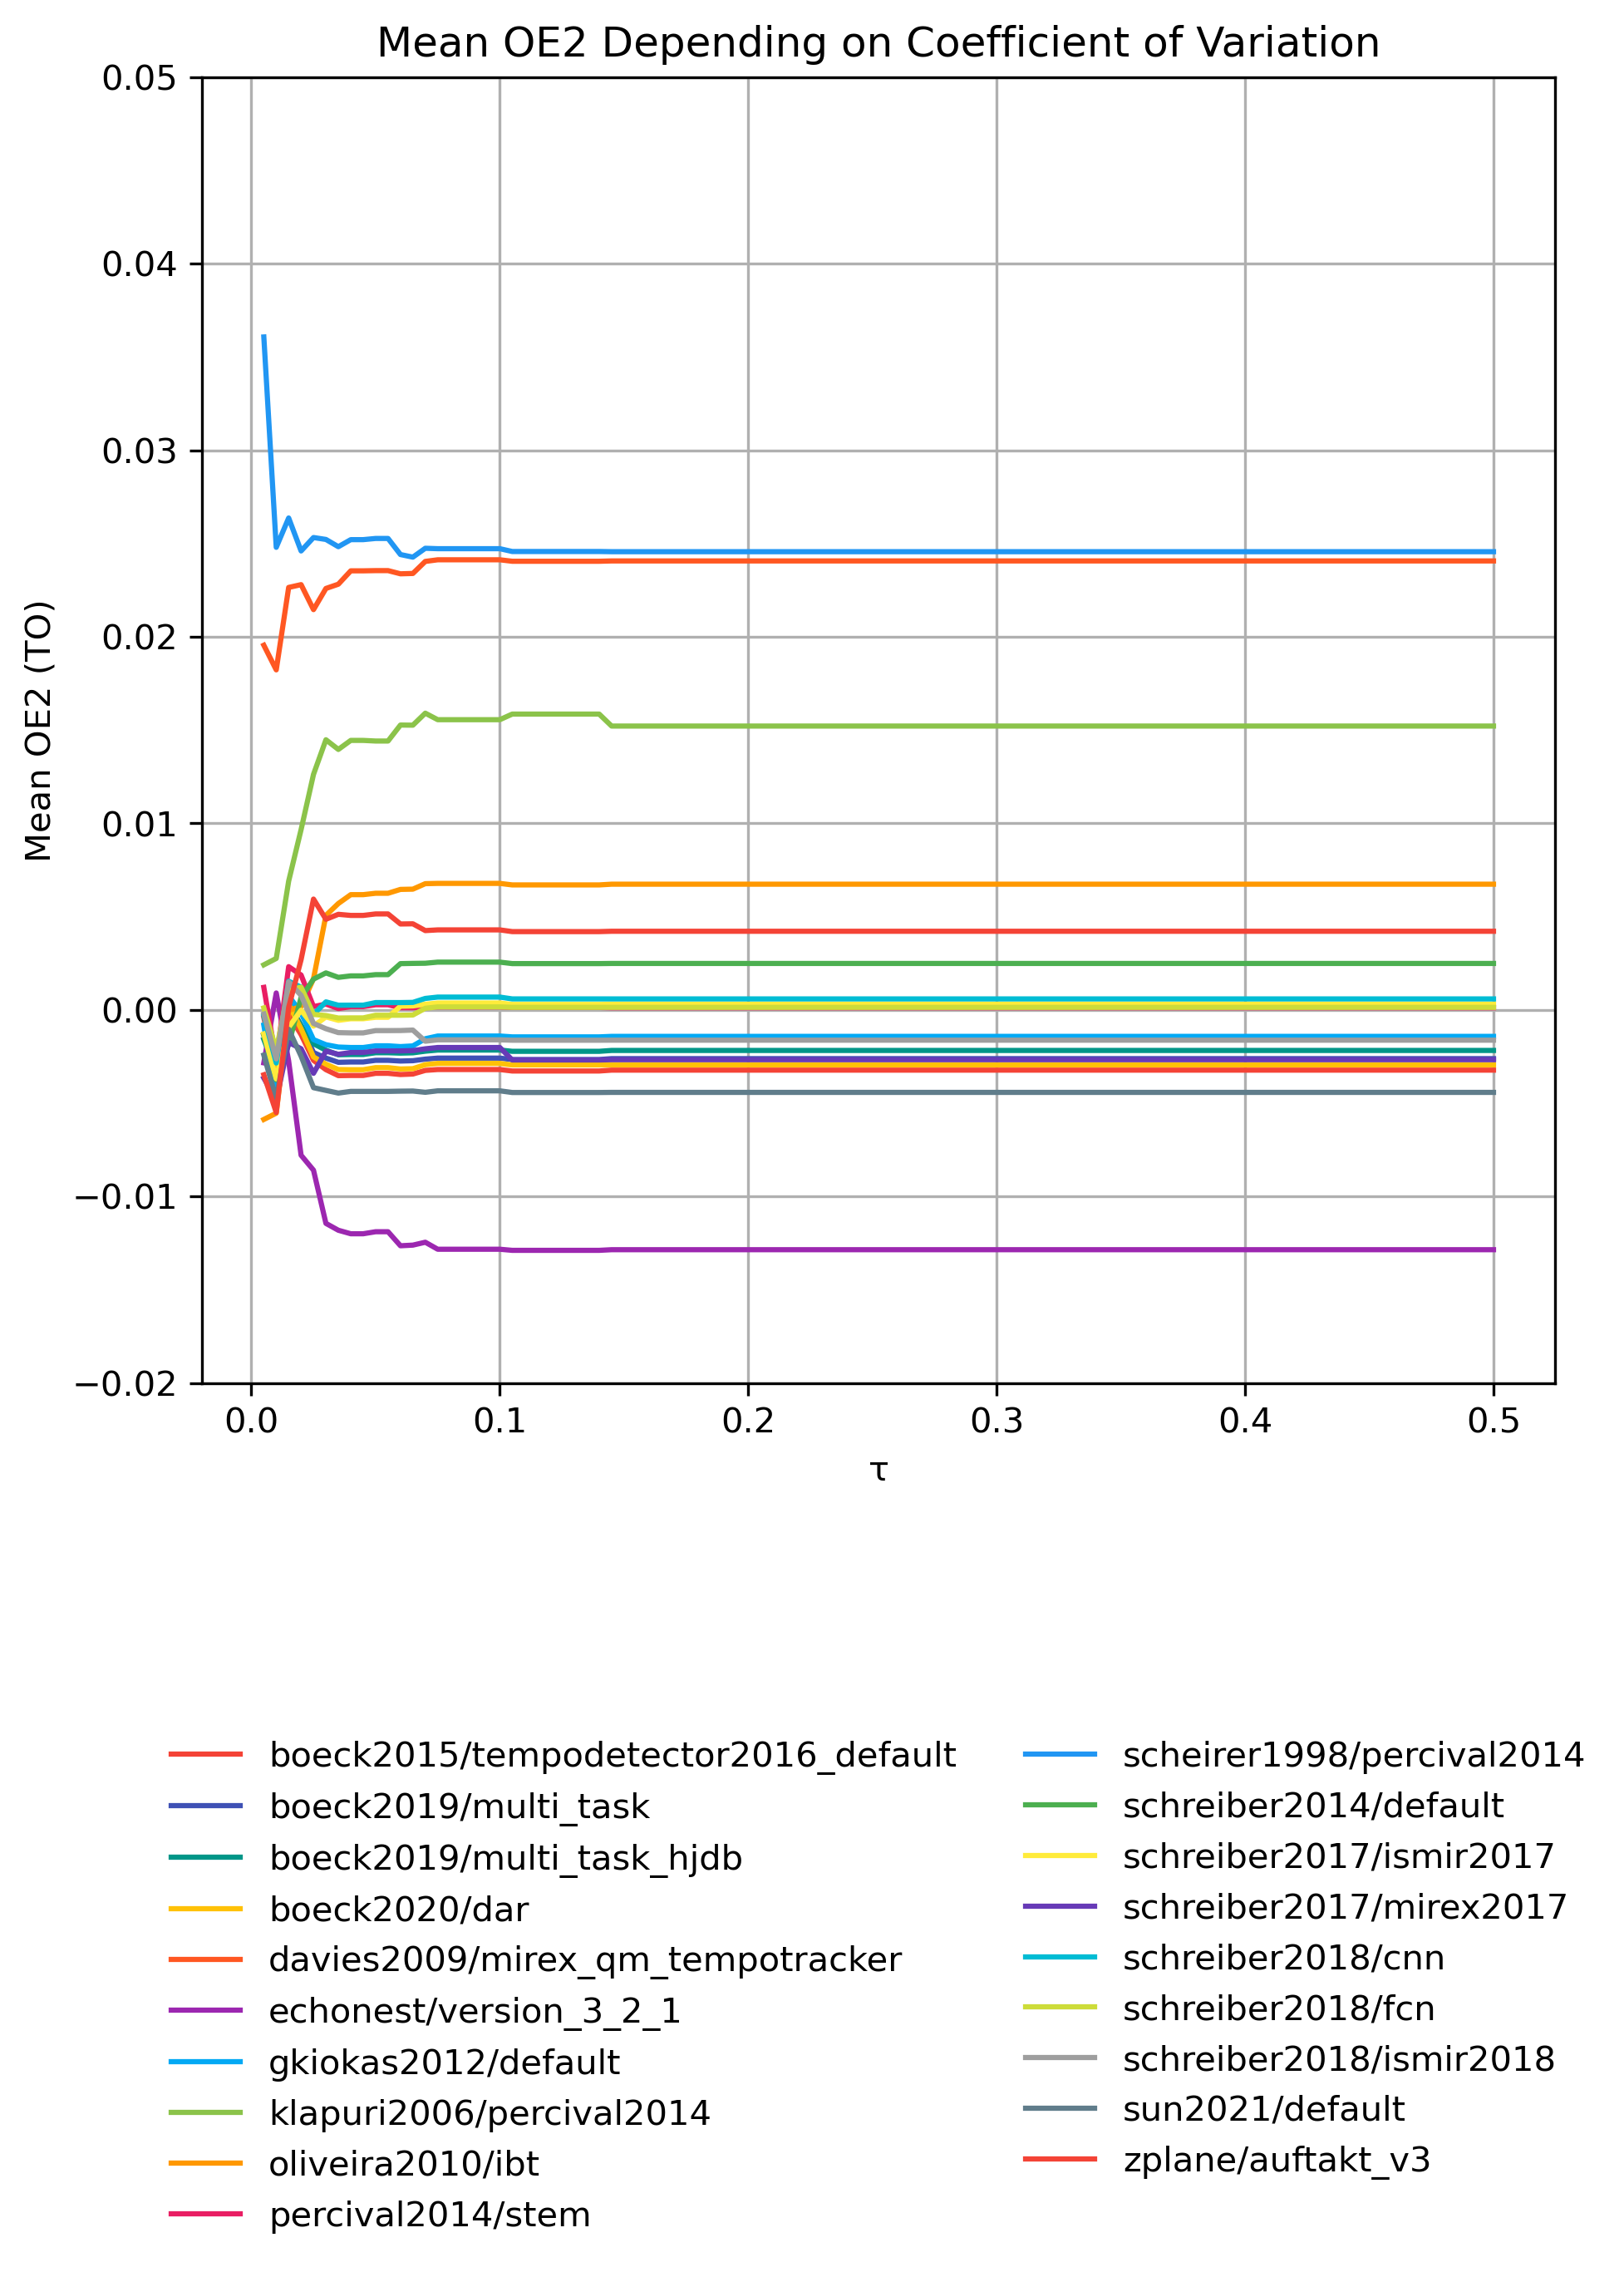 Mean OE2 Depending on Coefficient of Variation
0.05
0.04
0.03
0.02
0.01
0.00
−0.01
−0.02
Mean OE2 (TO)
0.0 0.1 0.2 0.3 0.4 0.5
τ
boeck2015/tempodetector2016_default
boeck2019/multi_task
boeck2019/multi_task_hjdb
boeck2020/dar
davies2009/mirex_qm_tempotracker
echonest/version_3_2_1
gkiokas2012/default
klapuri2006/percival2014
oliveira2010/ibt
percival2014/stem
scheirer1998/percival2014
schreiber2014/default
schreiber2017/ismir2017
schreiber2017/mirex2017
schreiber2018/cnn
schreiber2018/fcn
schreiber2018/ismir2018
sun2021/default
zplane/auftakt_v3